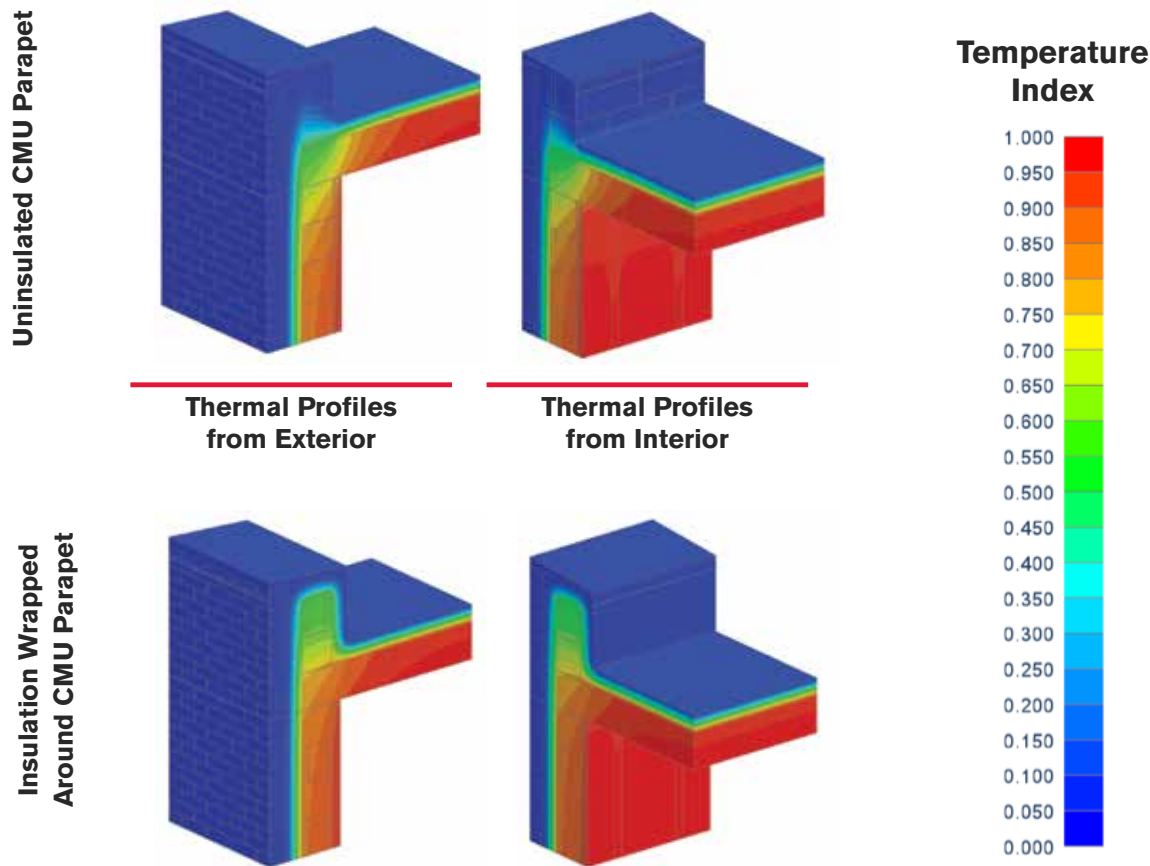 Uninsulated CMU Parapet
Thermal Profiles
from Exterior
Thermal Profiles
from Interior
Insulation Wrapped
Around CMU Parapet
Temperature
Index
1.000
0.950
0.900
0.850
0.800
0.750
0.700
0.650
0.600
0.550
0.500
0.450
0.400
0.350
0.300
0.250
0.200
0.150
0.100
0.050
0.000